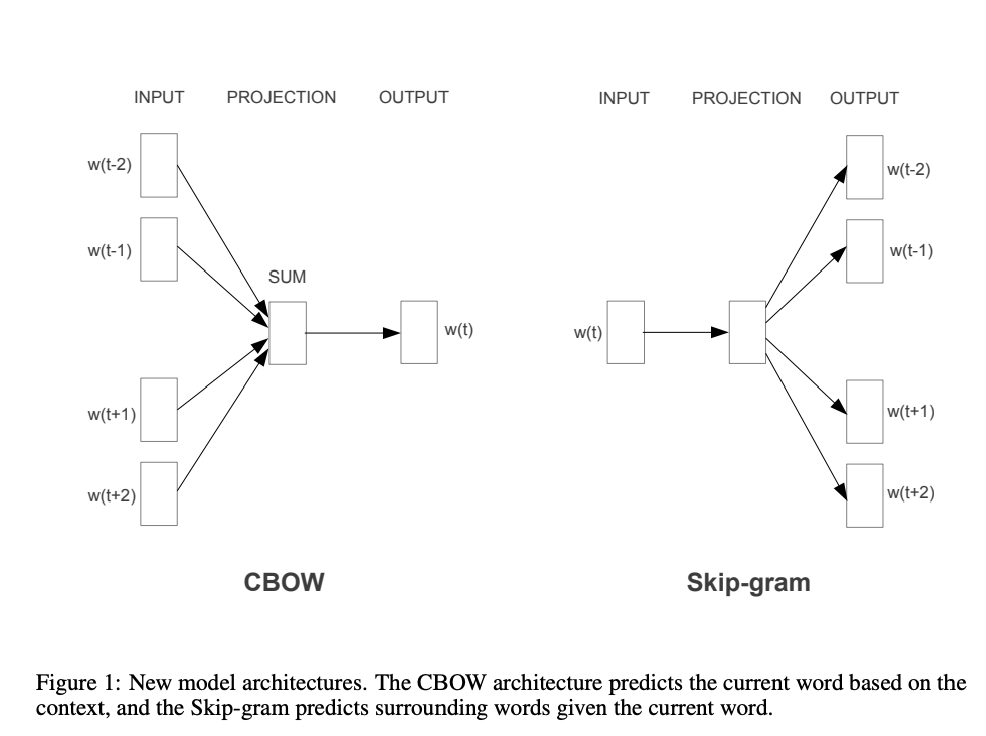 INPUT PROJECTION OUTPUT
w(t-2)
w(t-1)
SUM
w(t)
w(t+1)
w(t+2)
CBOW
INPUT PROJECTION OUTPUT
w(t-2)
w(t-1)
w(t)
w(t+1)
w(t+2)
Skip-gram
Figure 1: New model architectures. The CBOW architecture predicts the current word based on the
context, and the Skip-gram predicts surrounding words given the current word.